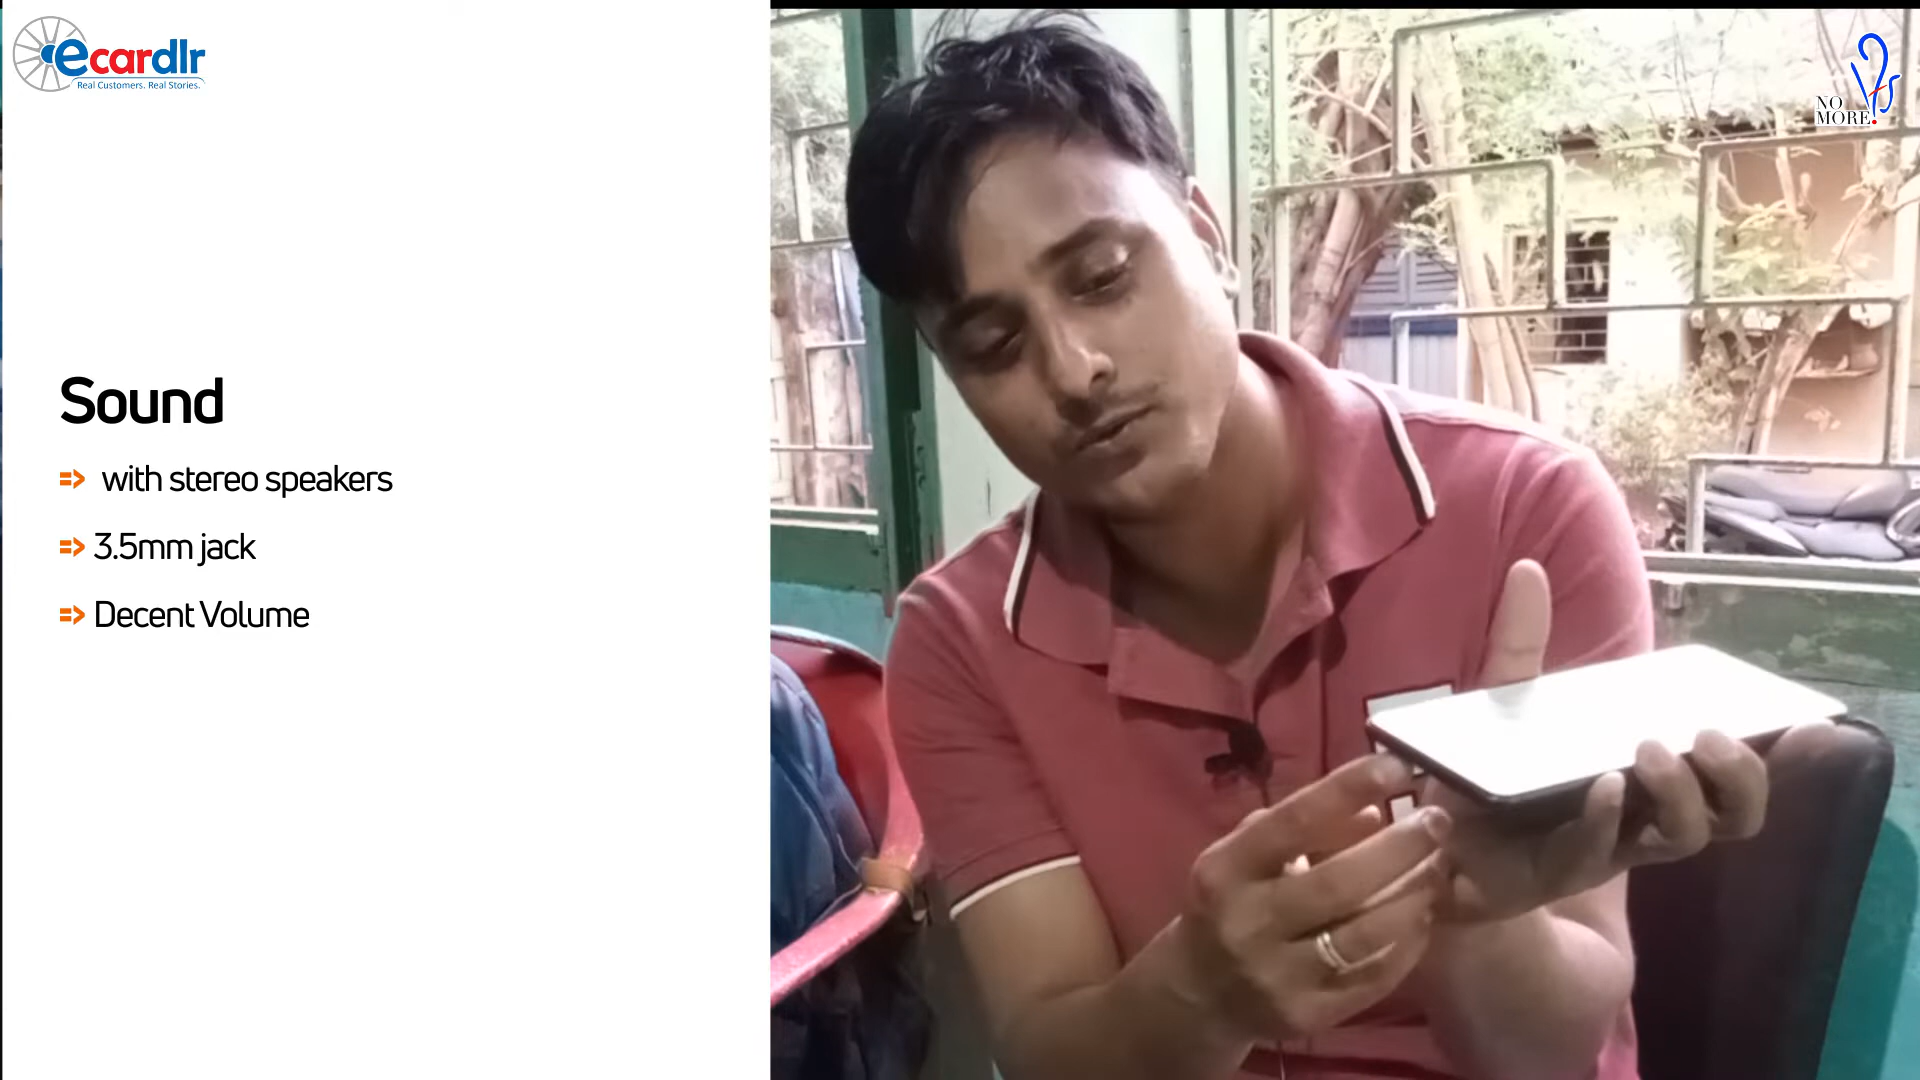 ecardlr
Real Customers. Real Stories.
NO
MORE!
Sound
=> with stereo speakers
=> 3.5mm jack
=> Decent Volume